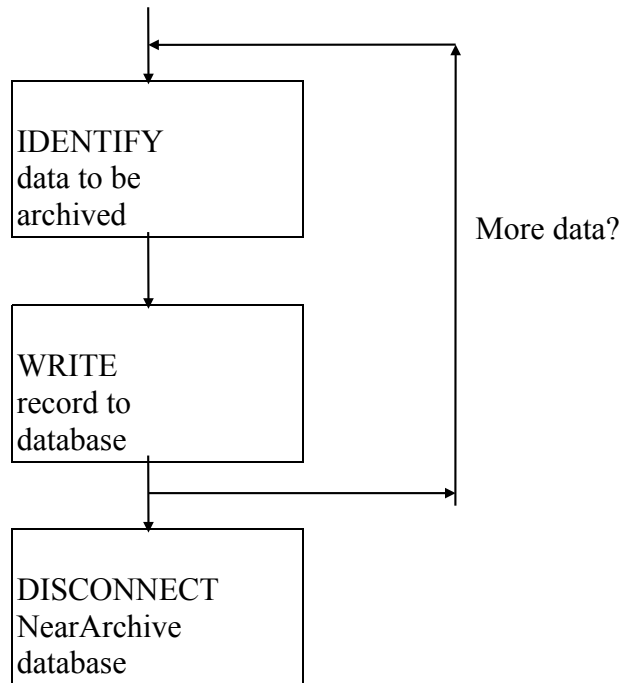 IDENTIFY
data to be
archived
More data?
WRITE
record to
database
DISCONNECT
NearArchive
database